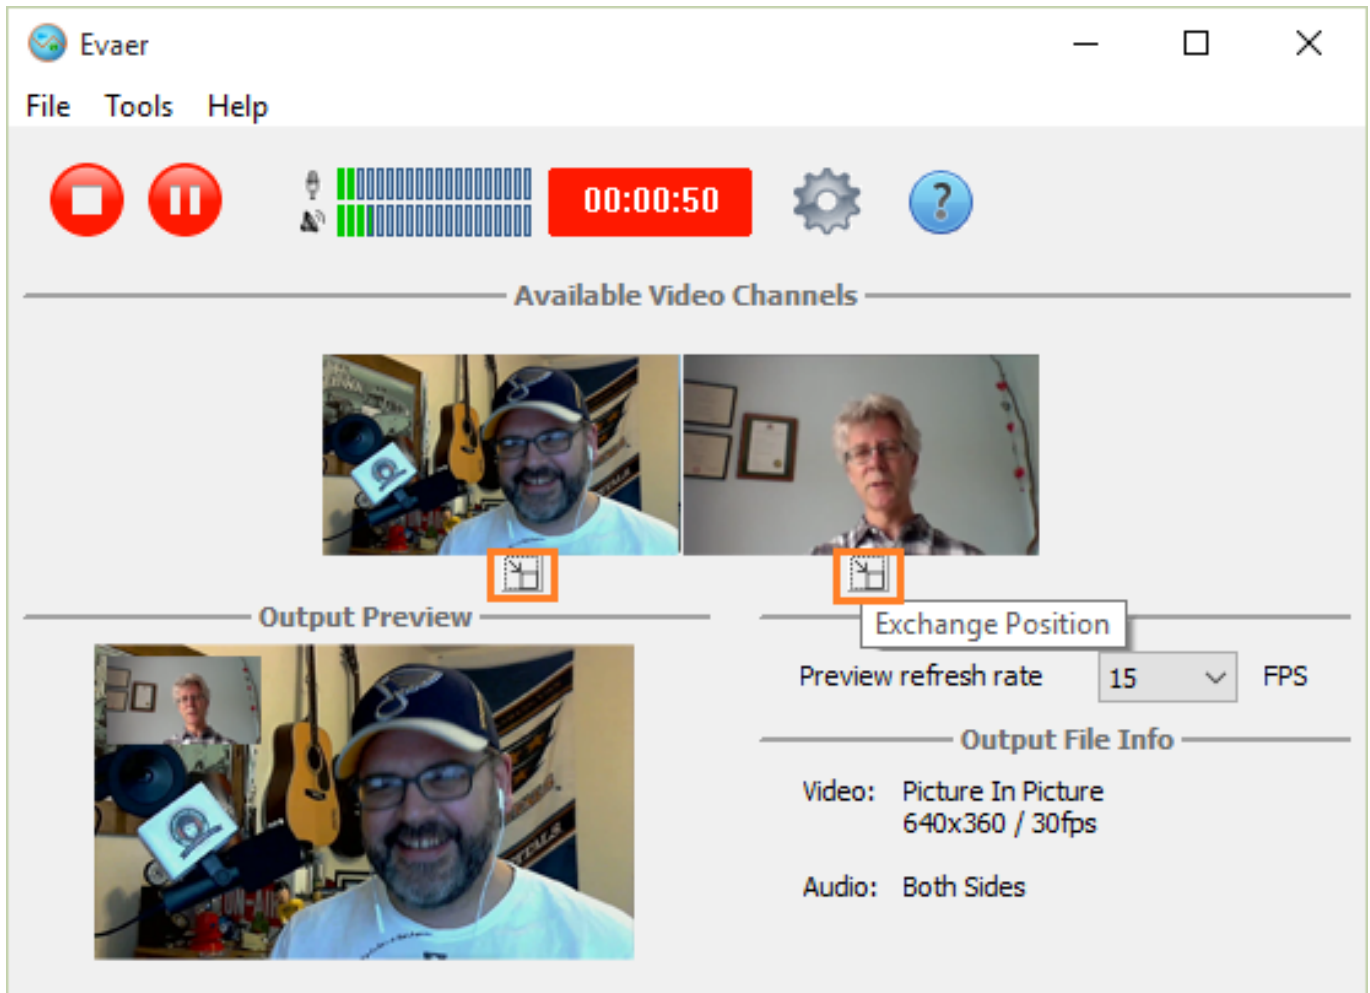 Evaer
File Tools Help
00:00:50
?
Available Video Channels
Output Preview
Exchange Position
Preview refresh rate 15 FPS
Output File Info
Video: Picture In Picture
640x360 / 30fps
Audio: Both Sides